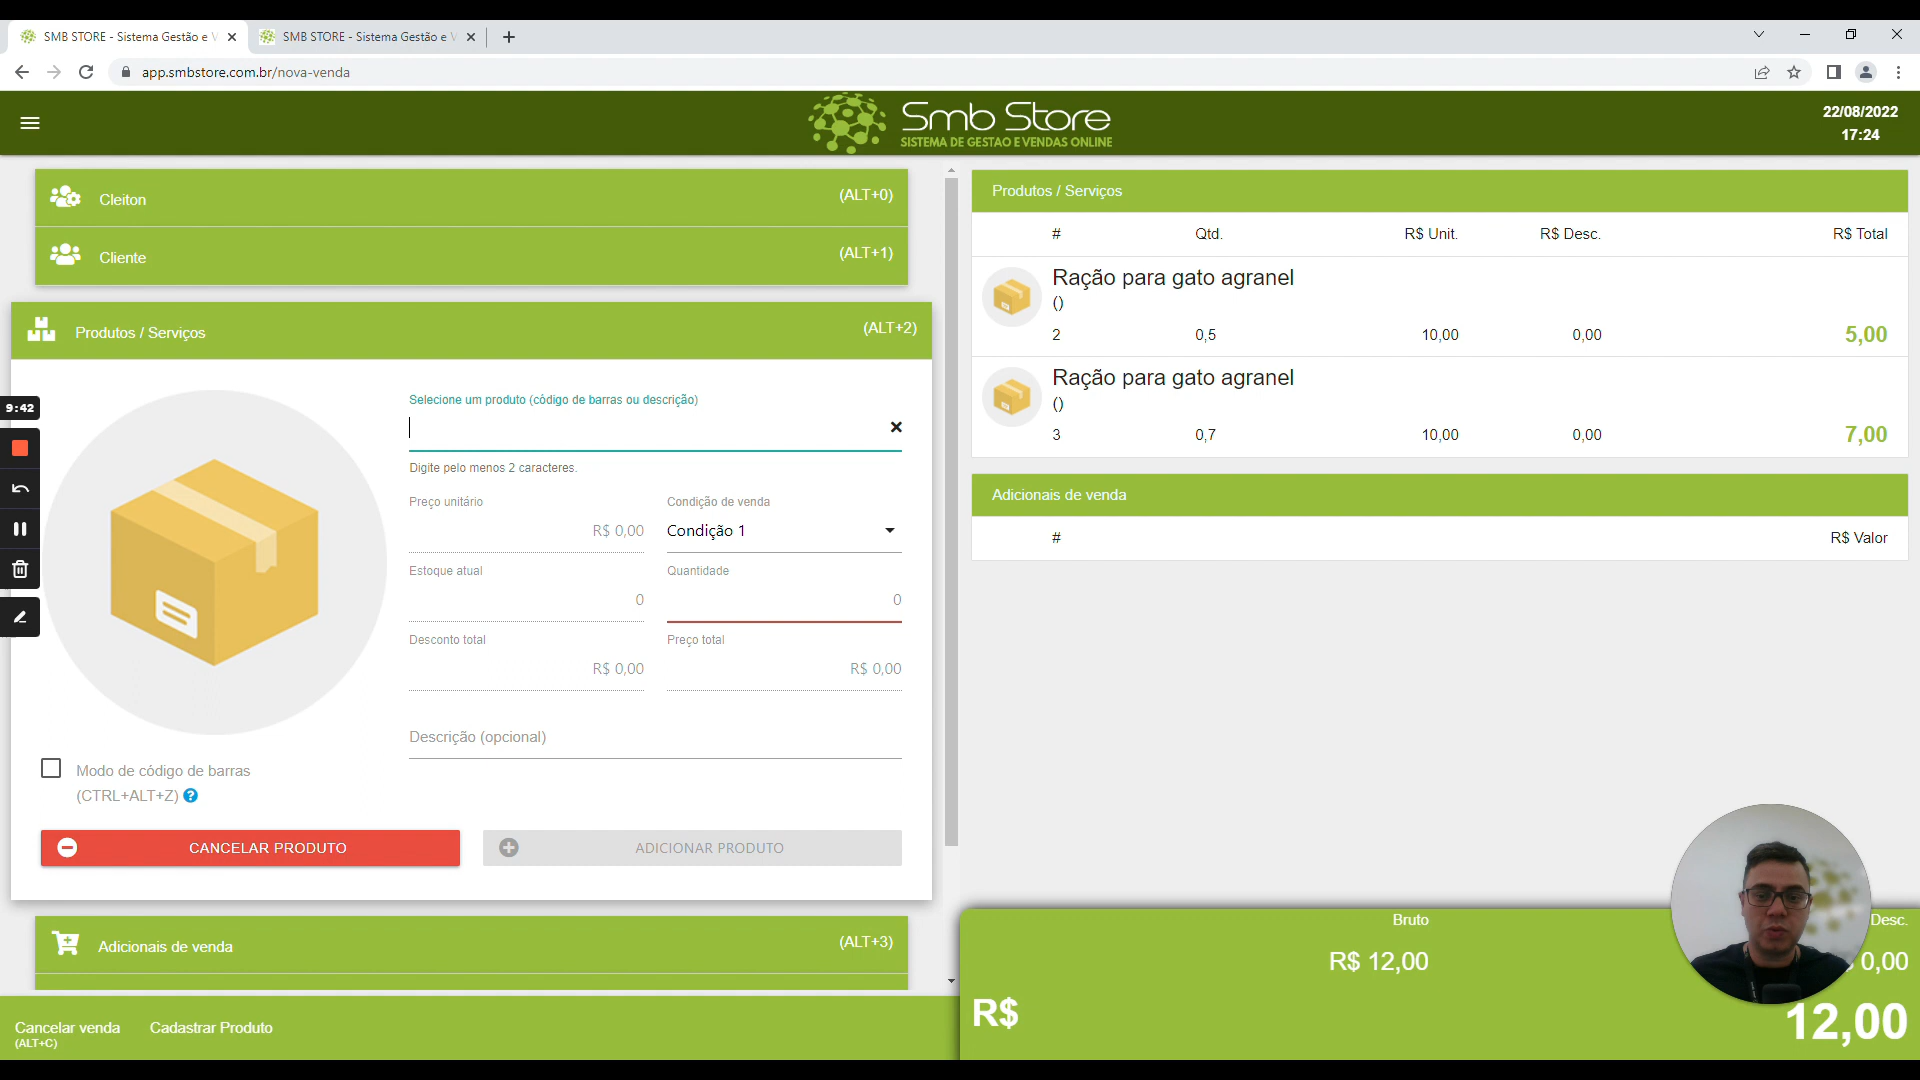 SMB STORE - Sistema Gestão e V
SMB STORE - Sistema Gestão e V
app.smbstore.com.br/nova-venda
Smb Store
SISTEMA DE GESTAO E VENDAS ONLINE
22/08/2022
17:24
Cleiton
(ALT+0)
Cliente
(ALT+1)
Produtos / Serviços
(ALT+2)
9:42
Selecione um produto (código de barras ou descrição)
Digite pelo menos 2 caracteres.
Preço unitário
Condição de venda
R$ 0,00
Condição 1
Estoque atual
Quantidade
0
0
Desconto total
Preço total
R$ 0,00
R$ 0,00
Descrição (opcional)
Modo de código de barras
(CTRL+ALT+Z)
CANCELAR PRODUTO
ADICIONAR PRODUTO
Adicionais de venda
(ALT+3)
Cancelar venda
(ALT+C)
Cadastrar Produto
Produtos / Serviços
# Qtd. R$ Unit. R$ Desc. R$ Total
Ração para gato agranel
()
2 0,5 10,00 0,00 5,00
Ração para gato agranel
()
3 0,7 10,00 0,00 7,00
Adicionais de venda
# R$ Valor
Bruto
Desc.
R$ 12,00
0,00
R$ 12,00